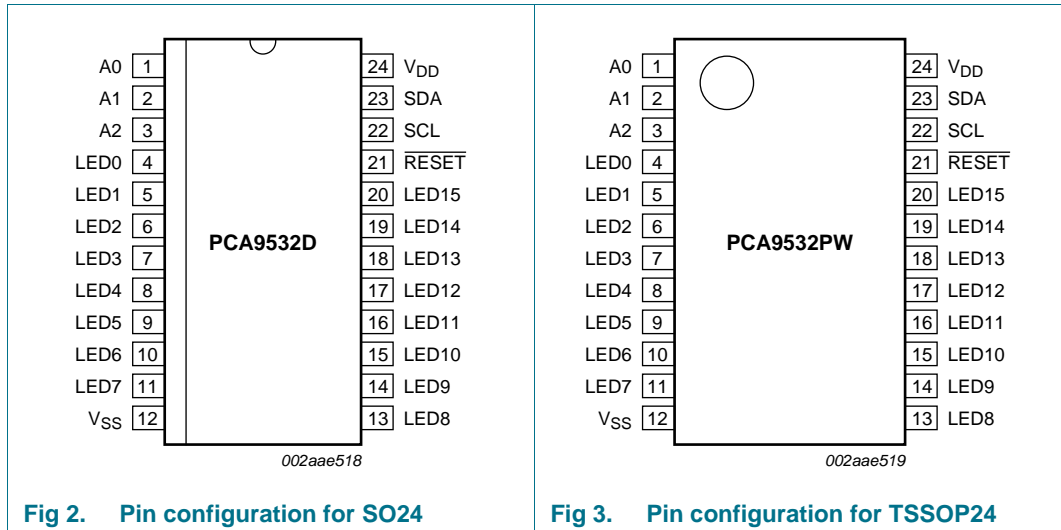 A0 1
A1 2
A2 3
LED0 4
LED1 5
LED2 6
LED3 7
LED4 8
LED5 9
LED6 10
LED7 11
VSS 12
PCA9532D
24 VDD
23 SDA
22 SCL
21 RESET
20 LED15
19 LED14
18 LED13
17 LED12
16 LED11
15 LED10
14 LED9
13 LED8
002aae518
Fig 2. Pin configuration for SO24
A0 1
A1 2
A2 3
LED0 4
LED1 5
LED2 6
LED3 7
LED4 8
LED5 9
LED6 10
LED7 11
VSS 12
PCA9532PW
24 VDD
23 SDA
22 SCL
21 RESET
20 LED15
19 LED14
18 LED13
17 LED12
16 LED11
15 LED10
14 LED9
13 LED8
002aae519
Fig 3. Pin configuration for TSSOP24